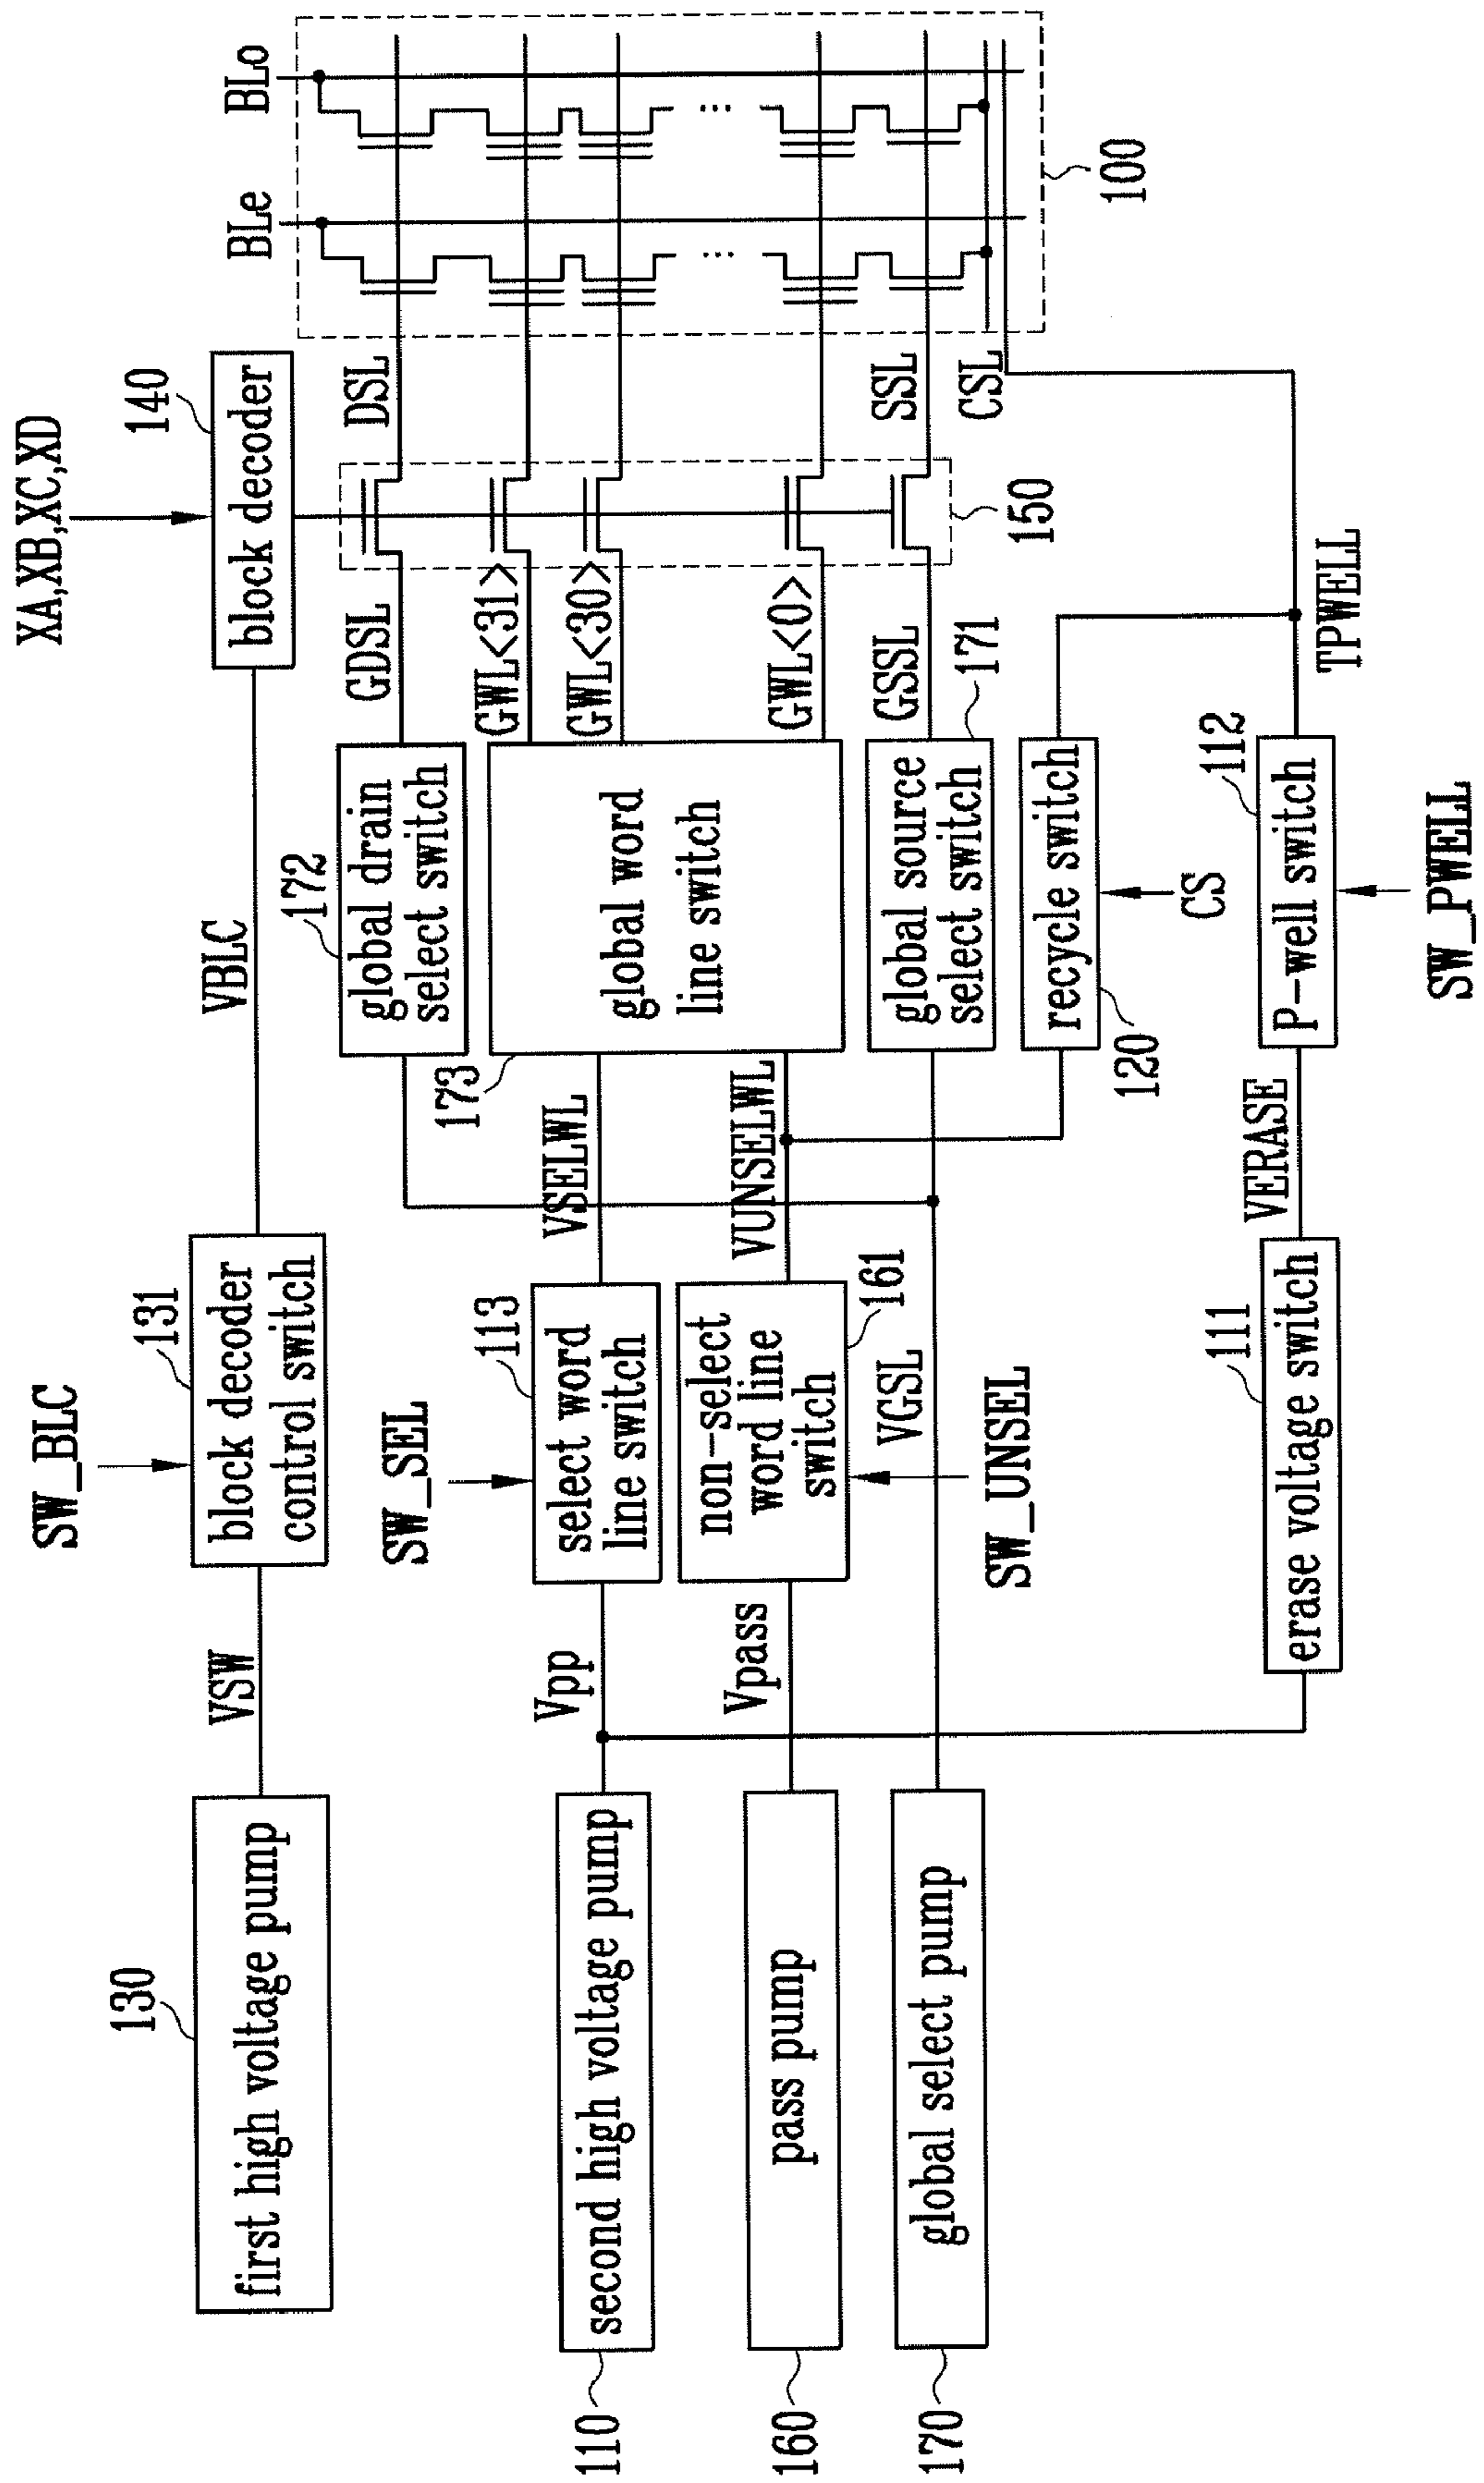 XA,XB,XC,XD
BLe
BLo
SW_BLC
130
first high voltage pump
VSW
131
block decoder
control switch
VBLC
140
block decoder
172
global drain
select switch
GDSL
DSL
SW_SEL
110
second high voltage pump
Vpp
113
select word
line switch
VSELWL
173
global word
line switch
GWL<31>
GWL<30>
GWL<0>
160
pass pump
Vpass
161
non-select
word line
switch
VUNSELWL
SW_UNSEL
170
global select pump
VGSL
171
global source
select switch
GSSL
SSL
CSL
150
100
120
recycle switch
CS
111
erase voltage switch
VERASE
112
P-well switch
TPWELL
SW_PWELL